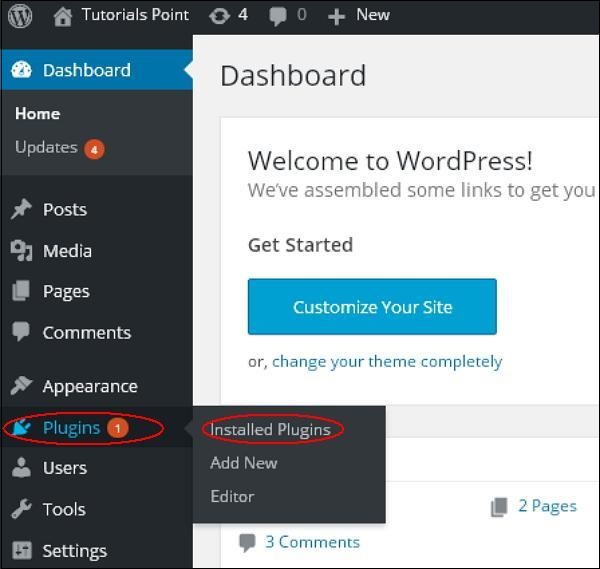 Tutorials Point 4 0 New
Dashboard
Home
Updates 4
Posts
Media
Pages
Comments
Appearance
Plugins 1
Users
Tools
Settings
Installed Plugins
Add New
Editor
Dashboard
Welcome to WordPress!
We've assembled some links to get you
Get Started
Customize Your Site
or, change your theme completely
2 Pages
3 Comments